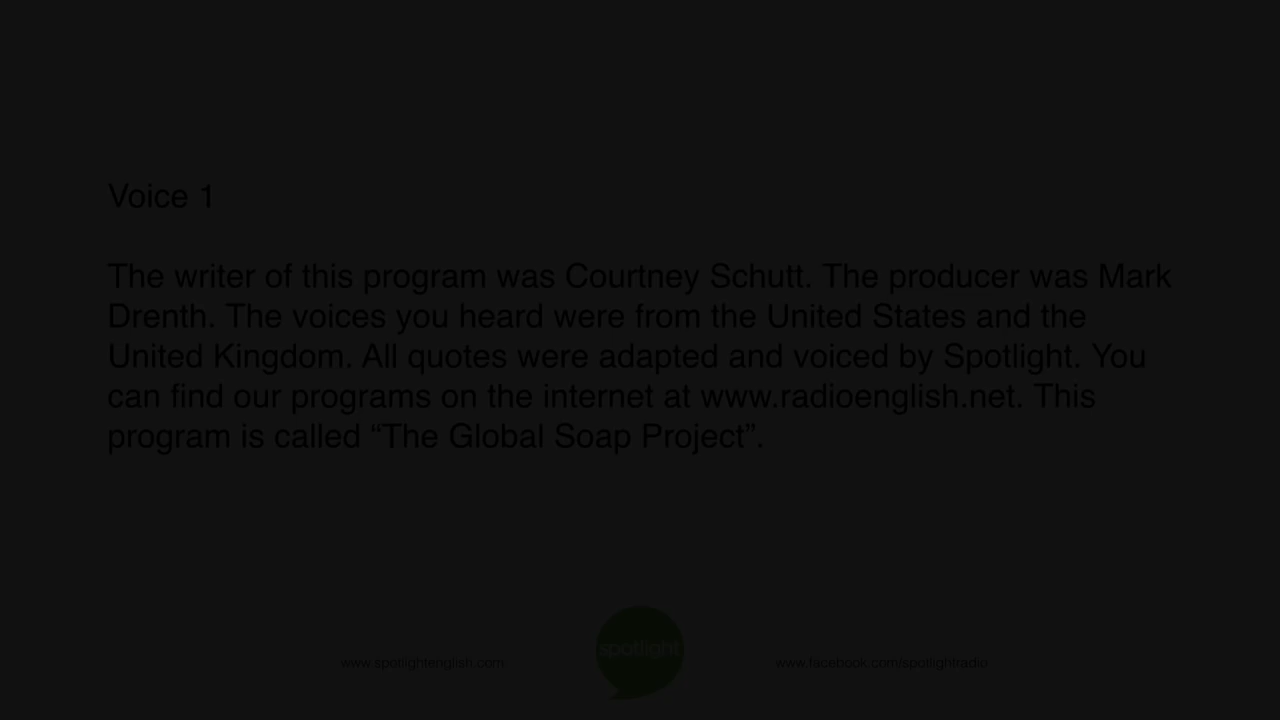 Voice 1
The writer of this program was Courtney Schutt. The producer was Mark
Drenth. The voices you heard were from the United States and the
United Kingdom. All quotes were adapted and voiced by Spotlight. You
can find our programs on the internet at www.radioenglish.net. This
program is called “The Global Soap Project”.
spotlight
www.spotlightenglish.com
www.facebook.com/spotlightradio